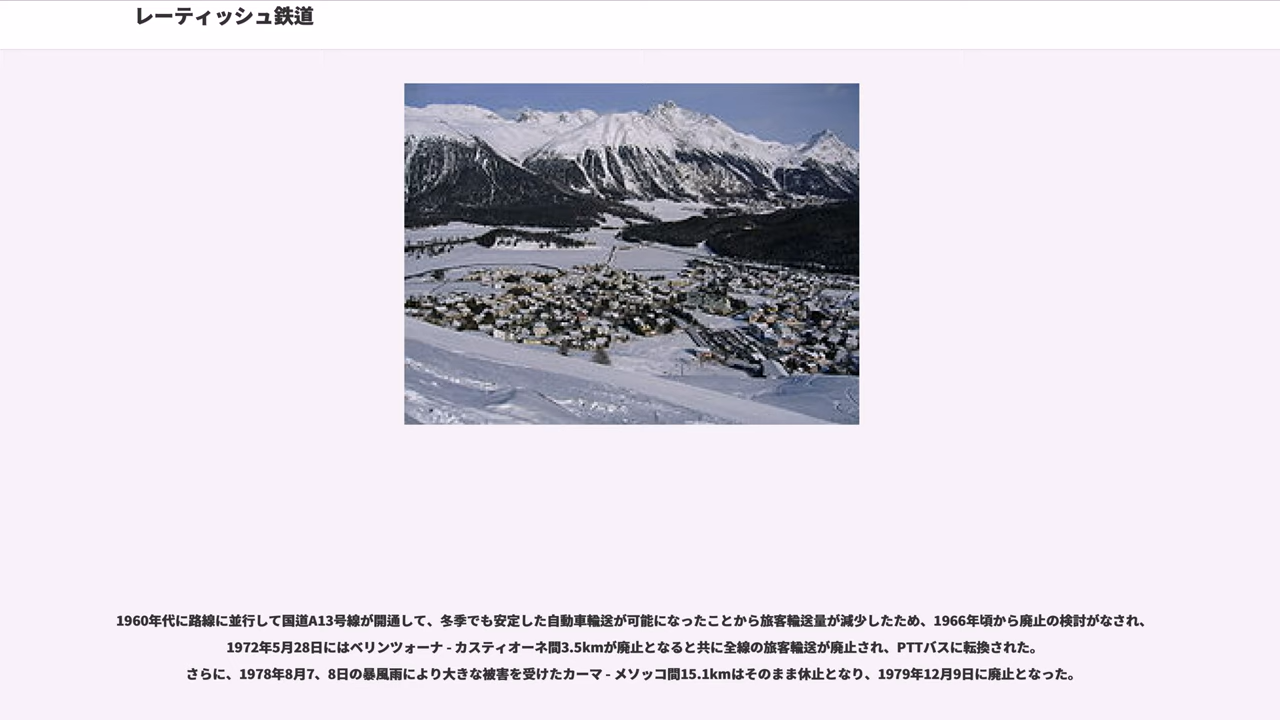 レーティッシュ鉄道
1960年代に路線に並行して国道A13号線が開通して、冬季でも安定した自動車輸送が可能になったことから旅客輸送量が減少したため、1966年頃から廃止の検討がなされ、
1972年5月28日にはベリンツォーナ - カスティオーネ間3.5kmが廃止となると共に全線の旅客輸送が廃止され、PTTバスに転換された。
さらに、1978年8月7、8日の暴風雨により大きな被害を受けたカーマ - メソッコ間15.1kmはそのまま休止となり、1979年12月9日に廃止となった。